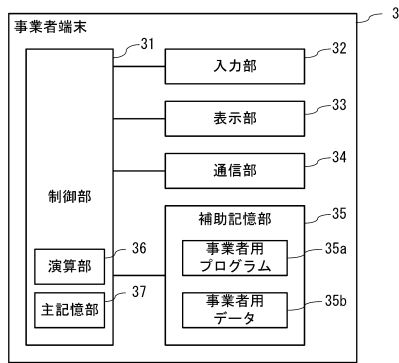 3
事業者端末
31
32
入力部
33
表示部
34
通信部
制御部
35
補助記憶部
36
演算部
事業者用
プログラム
35a
37
主記憶部
事業者用
データ
35b